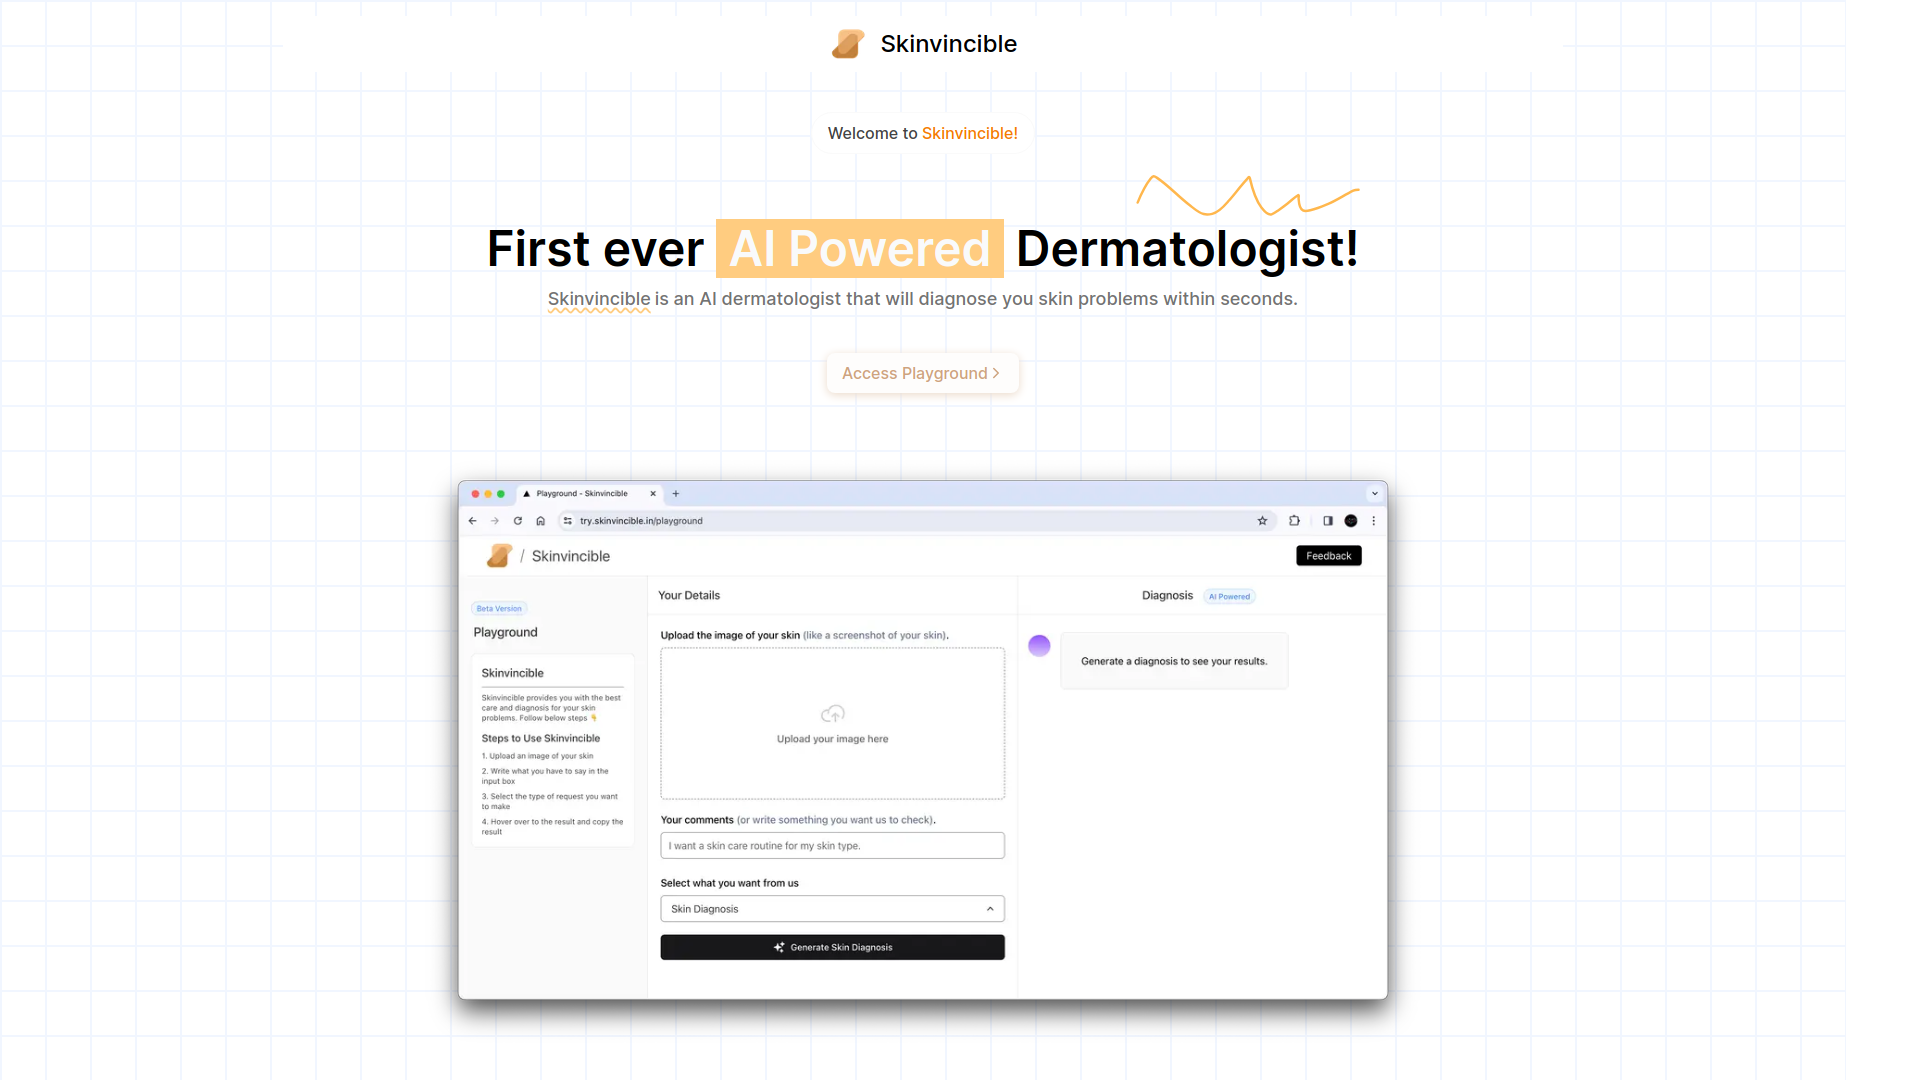 Skinvincible
Welcome to Skinvincible!
First ever AI Powered Dermatologist!
Skinvincible is an AI dermatologist that will diagnose you skin problems within seconds.
Access Playground
Playground - Skinvincible
try.skinvincible.in/playground
/ Skinvincible
Feedback
Beta Version
Playground
Skinvincible
Skinvincible provides you with the best
care and diagnosis for your skin
problems. Follow below steps 👇
Steps to Use Skinvincible
1. Upload an image of your skin
2. Write what you have to say in the
input box
3. Select the type of request you want
to make
4. Hover over to the result and copy the
result
Your Details
Upload the image of your skin (like a screenshot of your skin).
Upload your image here
Your comments (or write something you want us to check).
I want a skin care routine for my skin type.
Select what you want from us
Skin Diagnosis
Generate Skin Diagnosis
Diagnosis AI Powered
Generate a diagnosis to see your results.